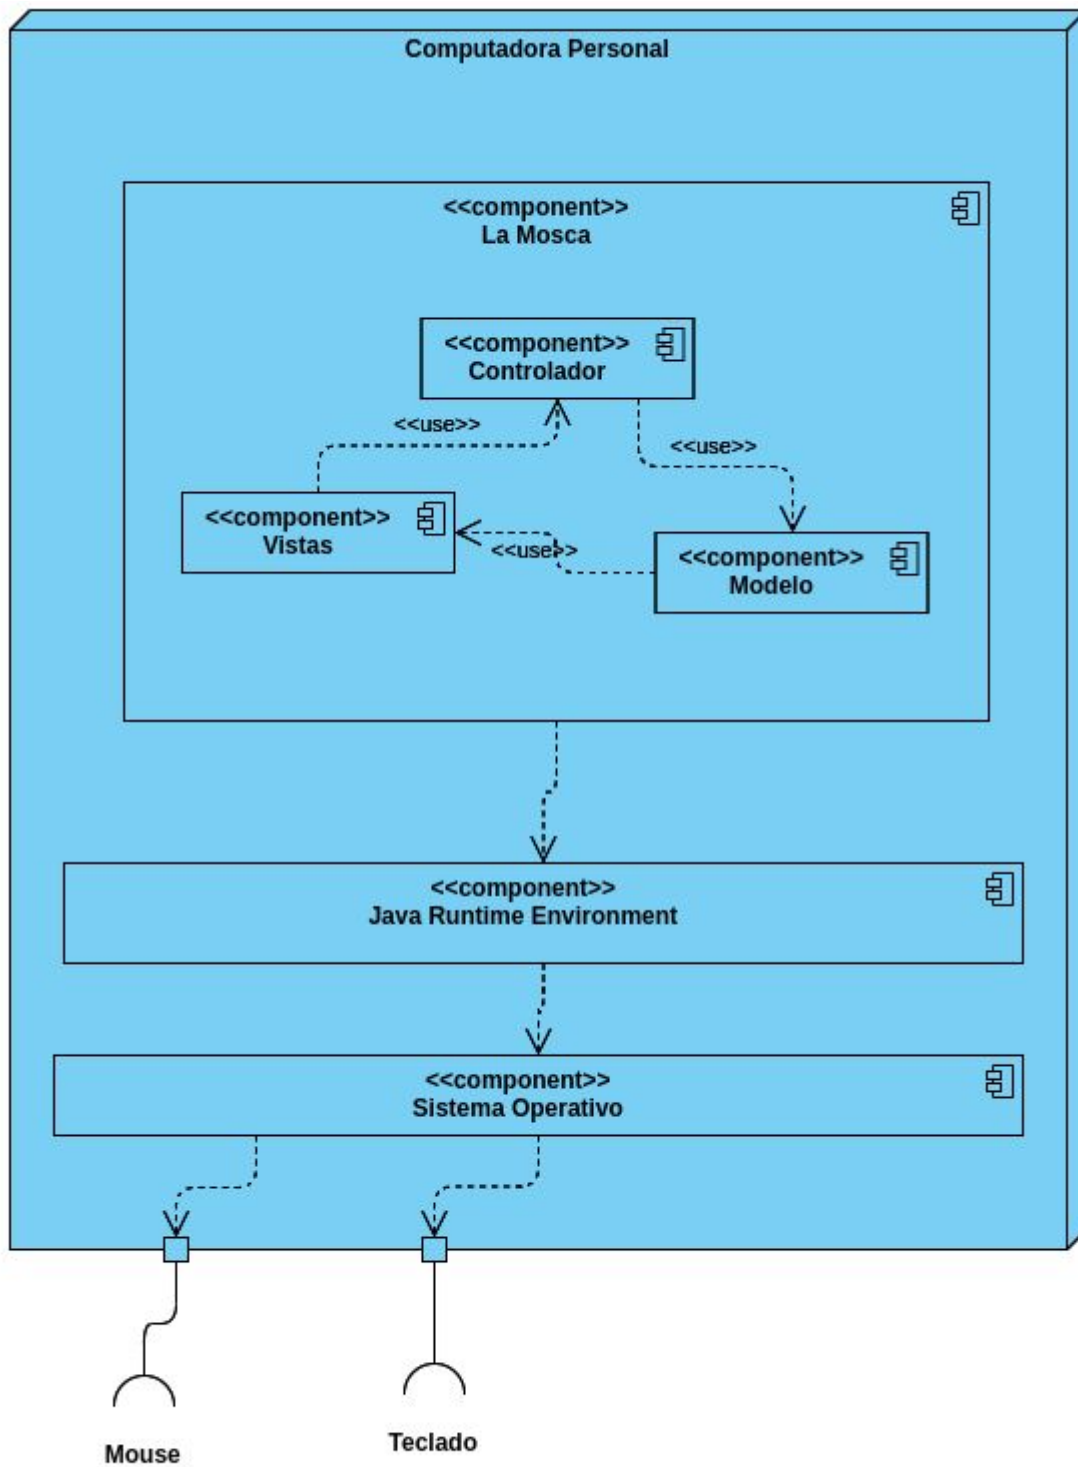 Computadora Personal
<<component>>
La Mosca
<<component>>
Controlador
<<use>>
<<use>>
<<component>>
Vistas
<<use>>
<<component>>
Modelo
<<component>>
Java Runtime Environment
<<component>>
Sistema Operativo
Mouse
Teclado